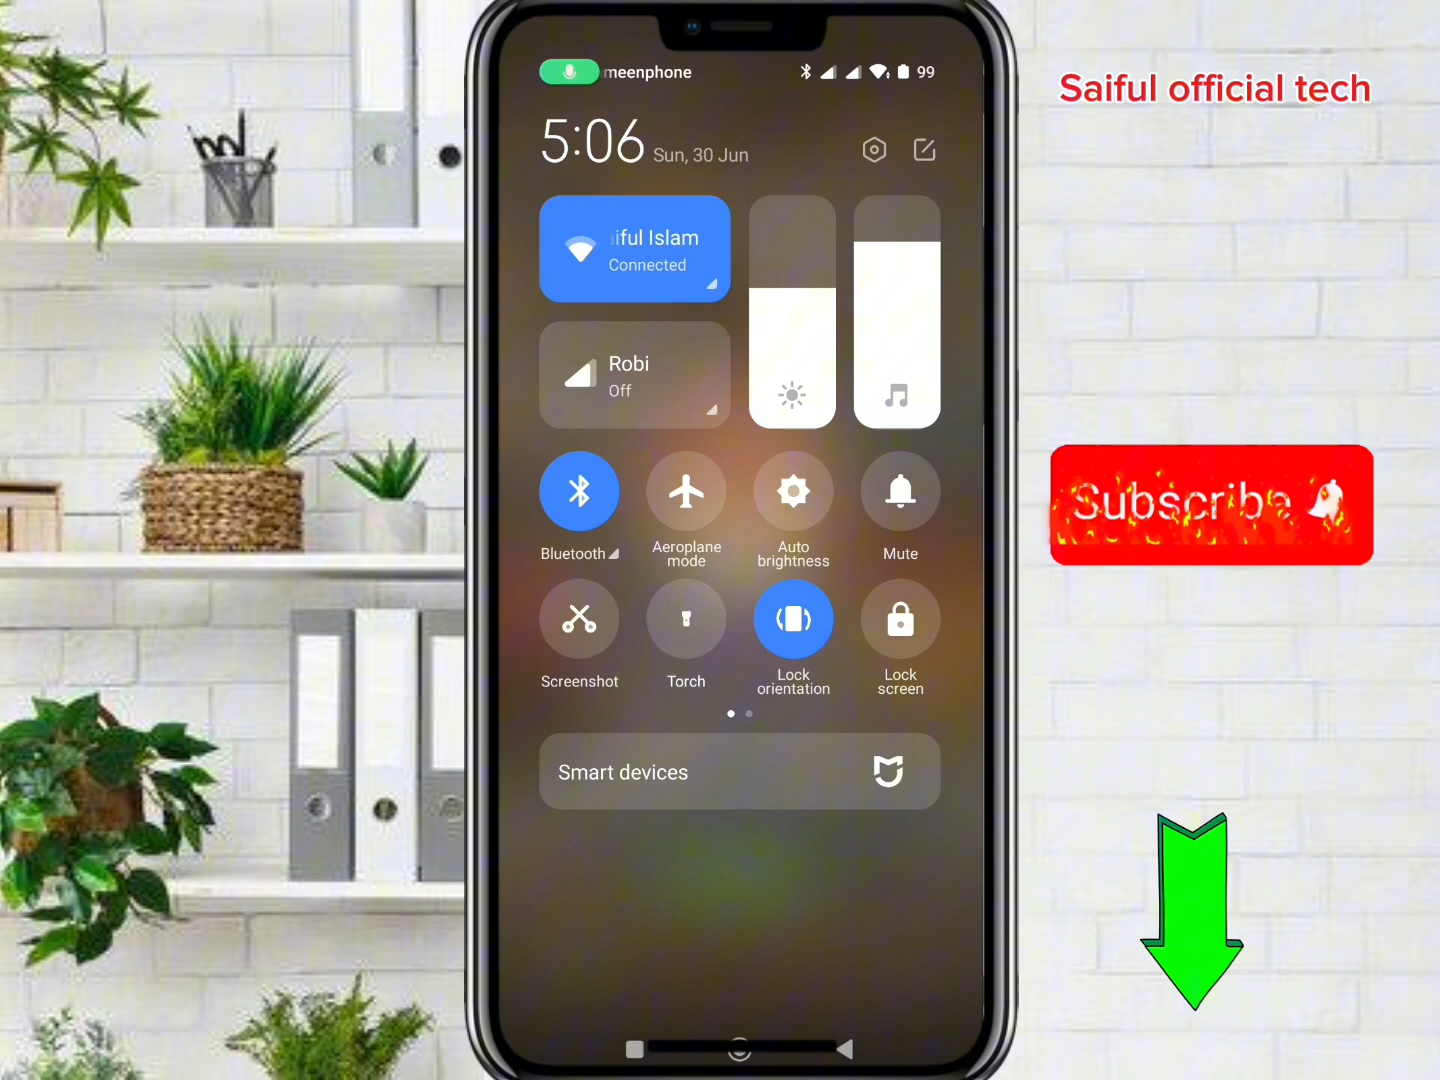 meenphone
99
Saiful official tech
5:06 Sun, 30 Jun
iful Islam
Connected
Robi
Off
Subscribe
Bluetooth
Aeroplane
mode
Auto
brightness
Mute
Screenshot
Torch
Lock
orientation
Lock
screen
Smart devices